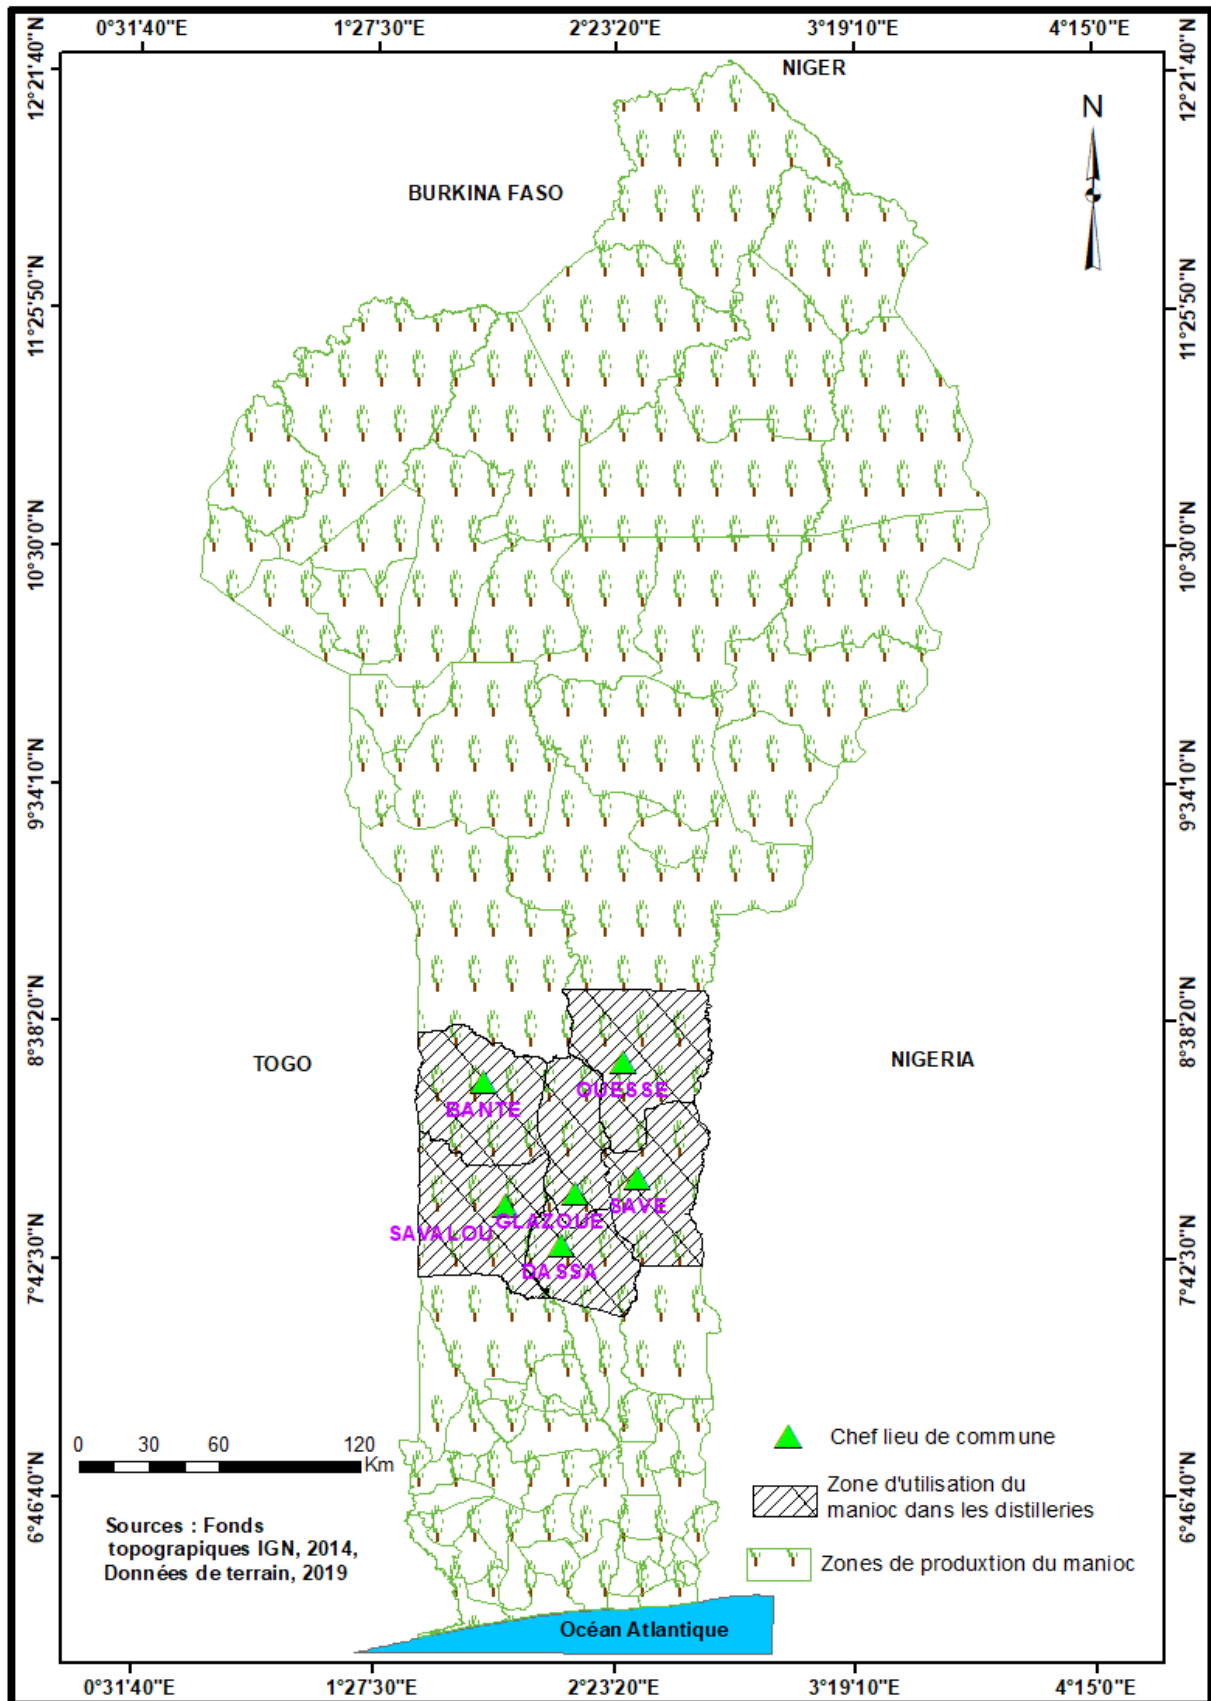 0°31'40"E 1°27'30"E 2°23'20"E 3°19'10"E 4°15'0"E
12°21'40"N
12°21'40"N
NIGER
N
BURKINA FASO
11°25'50"N
11°25'50"N
10°30'0"N
10°30'0"N
9°34'10"N
9°34'10"N
8°38'20"N
8°38'20"N
TOGO
NIGERIA
OUESSE
BANTE
SAVE
GLAZOUE
SAVALOU
DASSA
7°42'30"N
7°42'30"N
0 30 60 120
Km
Chef lieu de commune
Zone d'utilisation du
manioc dans les distilleries
Zones de produxtion du manioc
6°46'40"N
6°46'40"N
Sources : Fonds
topograpiques IGN, 2014,
Données de terrain, 2019
Océan Atlantique
0°31'40"E 1°27'30"E 2°23'20"E 3°19'10"E 4°15'0"E